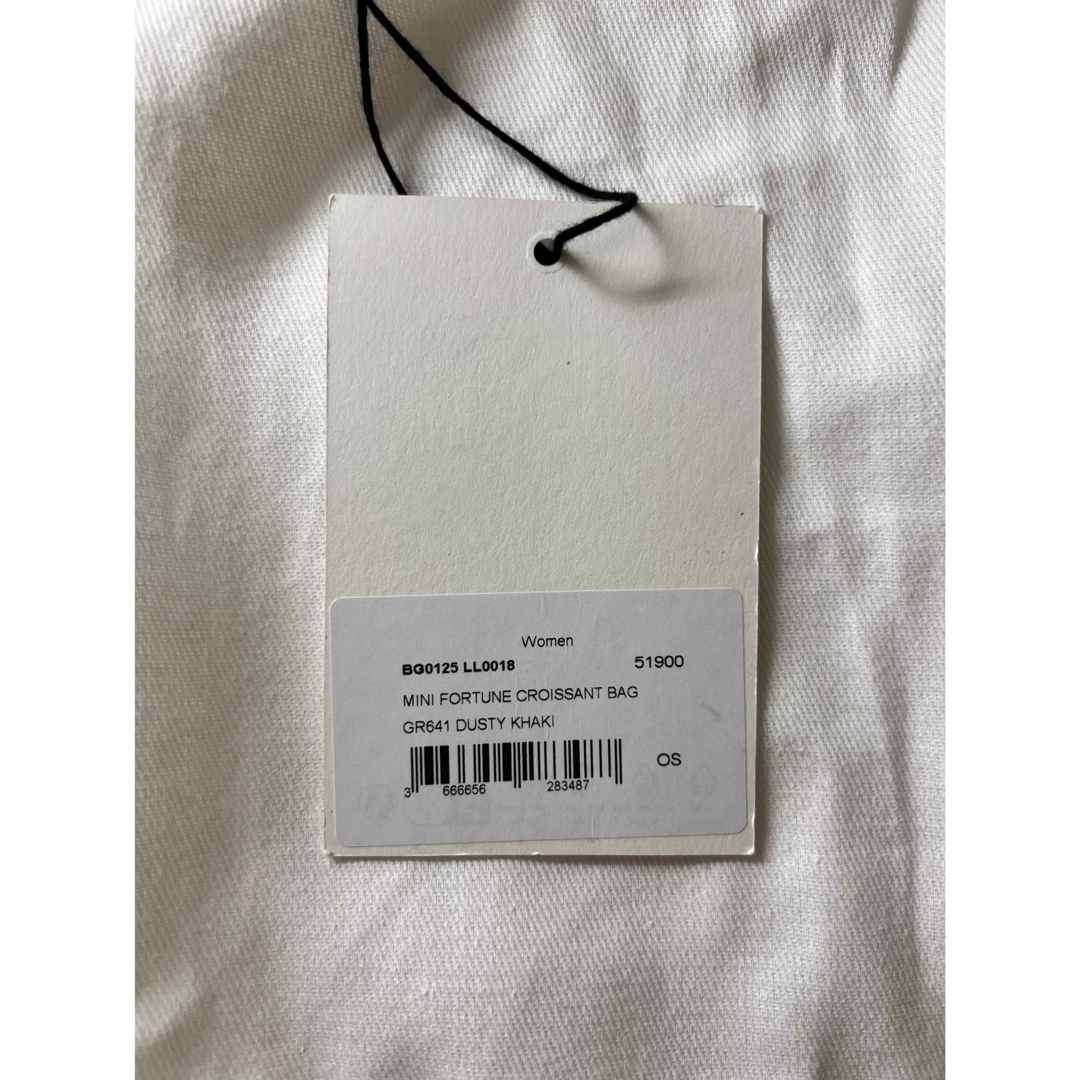 Women
BG0125 LL0018 51900
MINI FORTUNE CROISSANT BAG
GR641 DUSTY KHAKI
OS
3 666656 283487